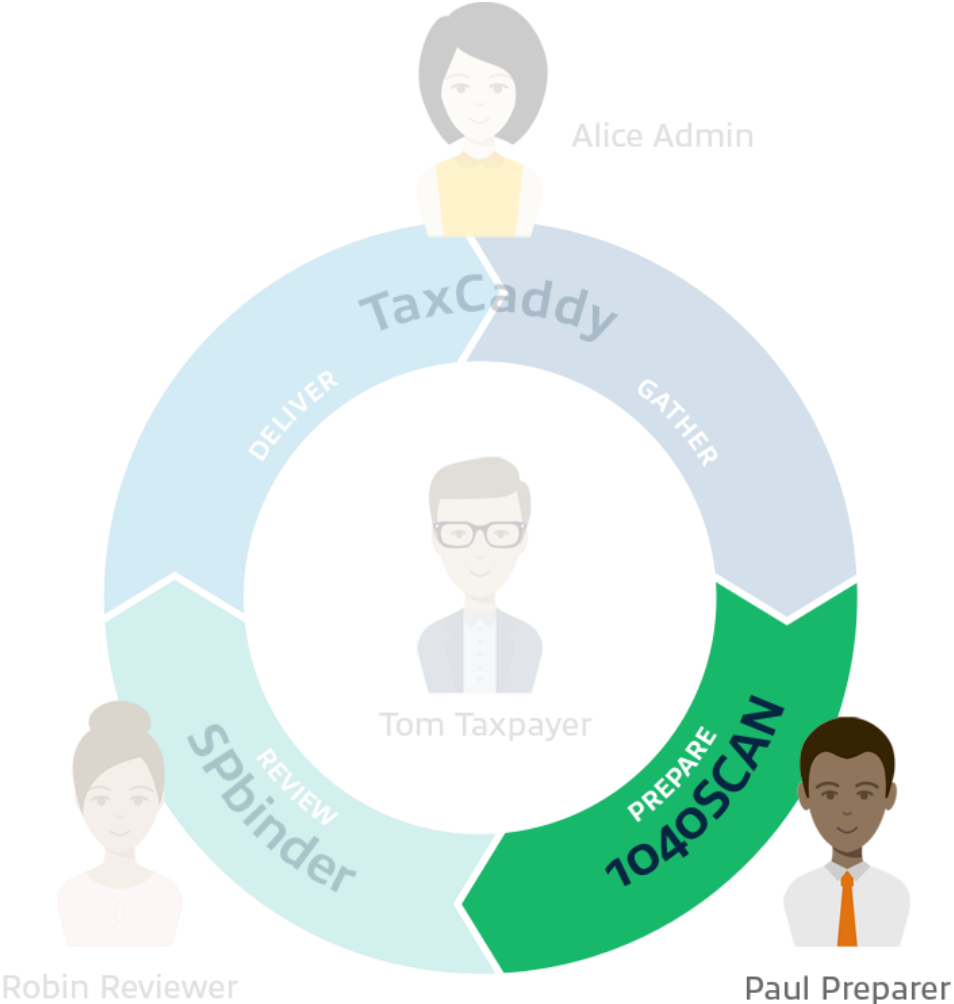 Alice Admin
TaxCaddy
DELIVER
GATHER
Tom Taxpayer
REVIEW
SPbinder
PREPARE
1040SCAN
Robin Reviewer
Paul Preparer